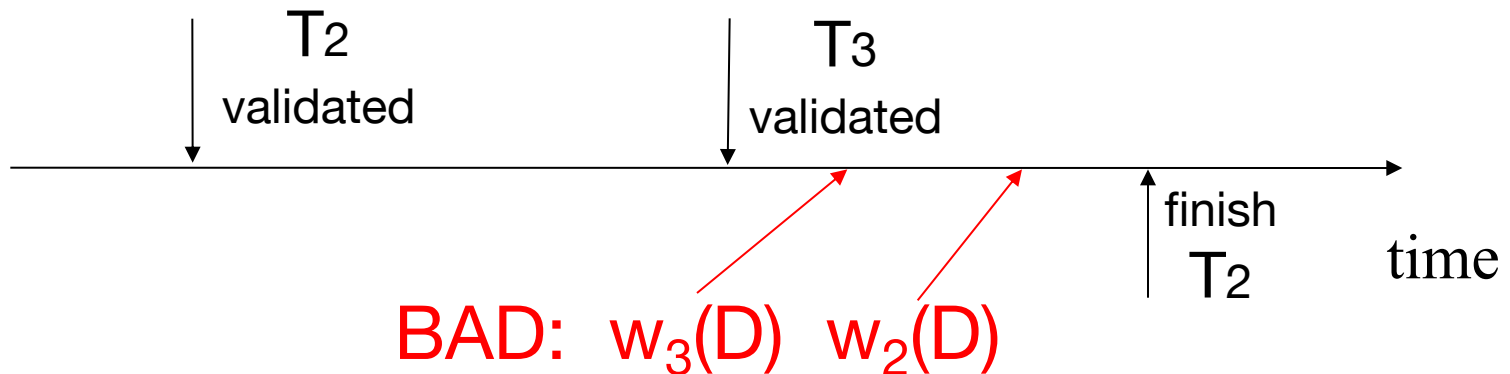 T2
validated
T3
validated
finish
T2
time
BAD: w₃(D) w₂(D)